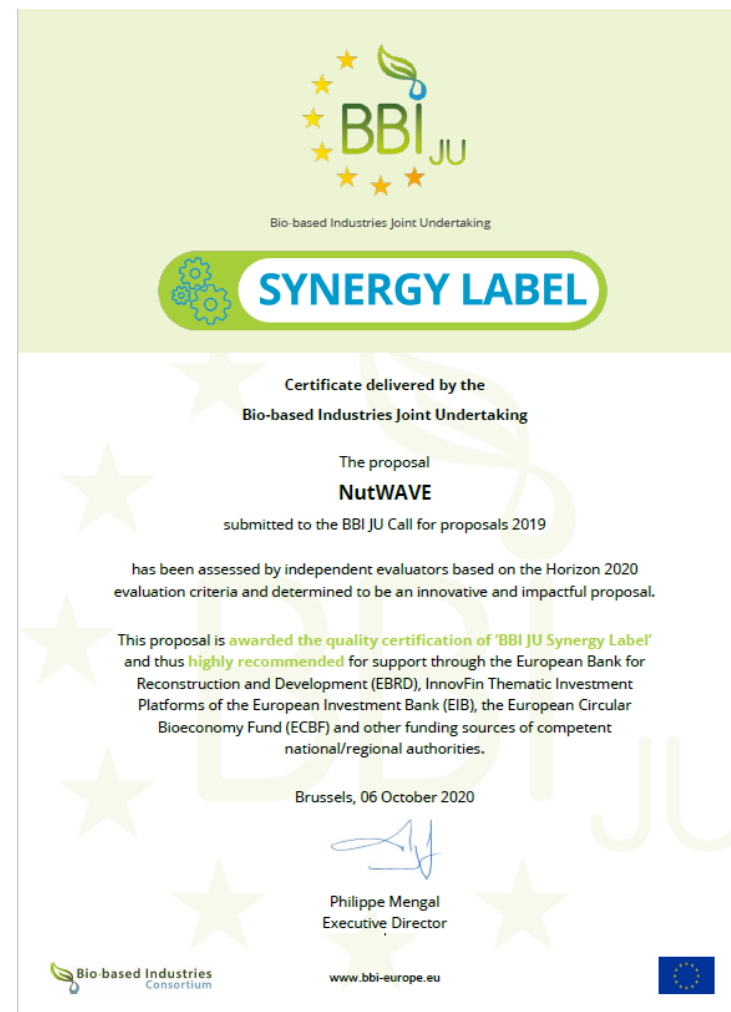 BBI JU
Bio-based Industries Joint Undertaking
SYNERGY LABEL
Certificate delivered by the
Bio-based Industries Joint Undertaking
The proposal
NutWAVE
submitted to the BBI JU Call for proposals 2019
has been assessed by independent evaluators based on the Horizon 2020
evaluation criteria and determined to be an innovative and impactful proposal.
This proposal is awarded the quality certification of ‘BBI JU Synergy Label’
and thus highly recommended for support through the European Bank for
Reconstruction and Development (EBRD), InnovFin Thematic Investment
Platforms of the European Investment Bank (EIB), the European Circular
Bioeconomy Fund (ECBF) and other funding sources of competent
national/regional authorities.
Brussels, 06 October 2020
Philippe Mengal
Executive Director
Bio-based Industries
Consortium
www.bbi-europe.eu